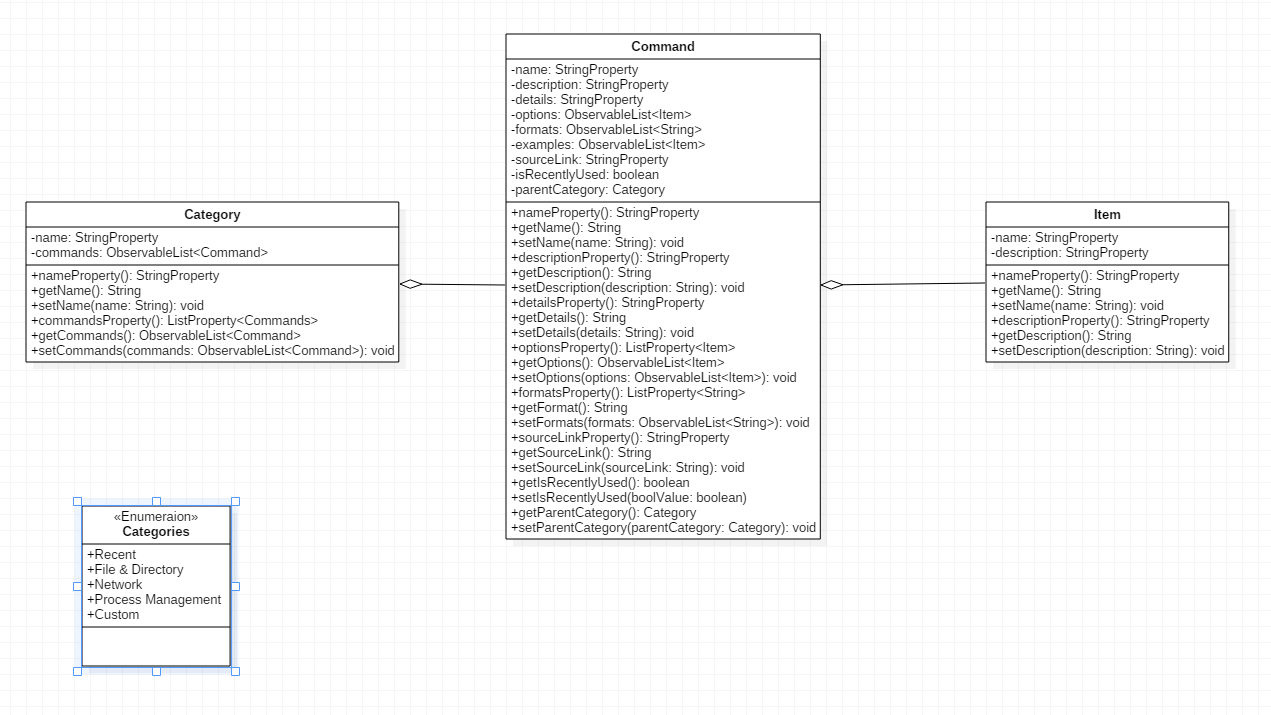 Command
-name: StringProperty
-description: StringProperty
-details: StringProperty
-options: ObservableList<Item>
-formats: ObservableList<String>
-examples: ObservableList<Item>
-sourceLink: StringProperty
-isRecentlyUsed: boolean
-parentCategory: Category
+nameProperty(): StringProperty
+getName(): String
+setName(name: String): void
+descriptionProperty(): StringProperty
+getDescription(): String
+setDescription(description: String): void
+detailsProperty(): StringProperty
+getDetails(): String
+setDetails(details: String): void
+optionsProperty(): ListProperty<Item>
+getOptions(): ObservableList<Item>
+setOptions(options: ObservableList<Item>): void
+formatsProperty(): ListProperty<String>
+getFormat(): String
+setFormats(formats: ObservableList<String>): void
+sourceLinkProperty(): StringProperty
+getSourceLink(): String
+setSourceLink(sourceLink: String): void
+getIsRecentlyUsed(): boolean
+setIsRecentlyUsed(boolValue: boolean)
+getParentCategory(): Category
+setParentCategory(parentCategory: Category): void
Category
-name: StringProperty
-commands: ObservableList<Command>
+nameProperty(): StringProperty
+getName(): String
+setName(name: String): void
+commandsProperty(): ListProperty<Commands>
+getCommands(): ObservableList<Command>
+setCommands(commands: ObservableList<Command>): void
Item
-name: StringProperty
-description: StringProperty
+nameProperty(): StringProperty
+getName(): String
+setName(name: String): void
+descriptionProperty(): StringProperty
+getDescription(): String
+setDescription(description: String): void
«Enumeraion»
Categories
+Recent
+File & Directory
+Network
+Process Management
+Custom